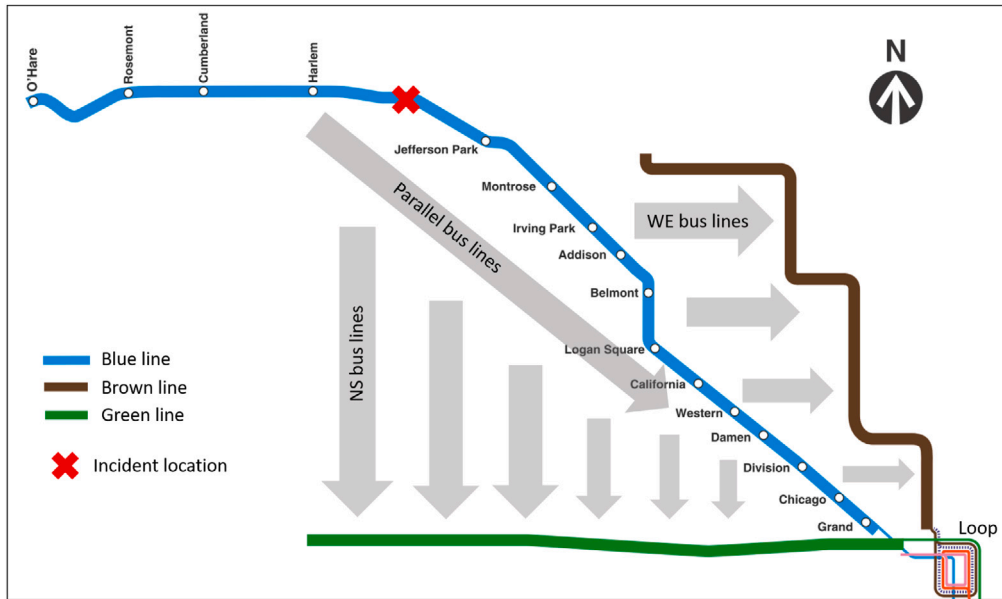 O'Hare
Rosemont
Cumberland
Harlem
N
Jefferson Park
Montrose
Irving Park
Addison
Belmont
Logan Square
California
Western
Damen
Division
Chicago
Grand
Parallel bus lines
WE bus lines
NS bus lines
Blue line
Brown line
Green line
Incident location
Loop